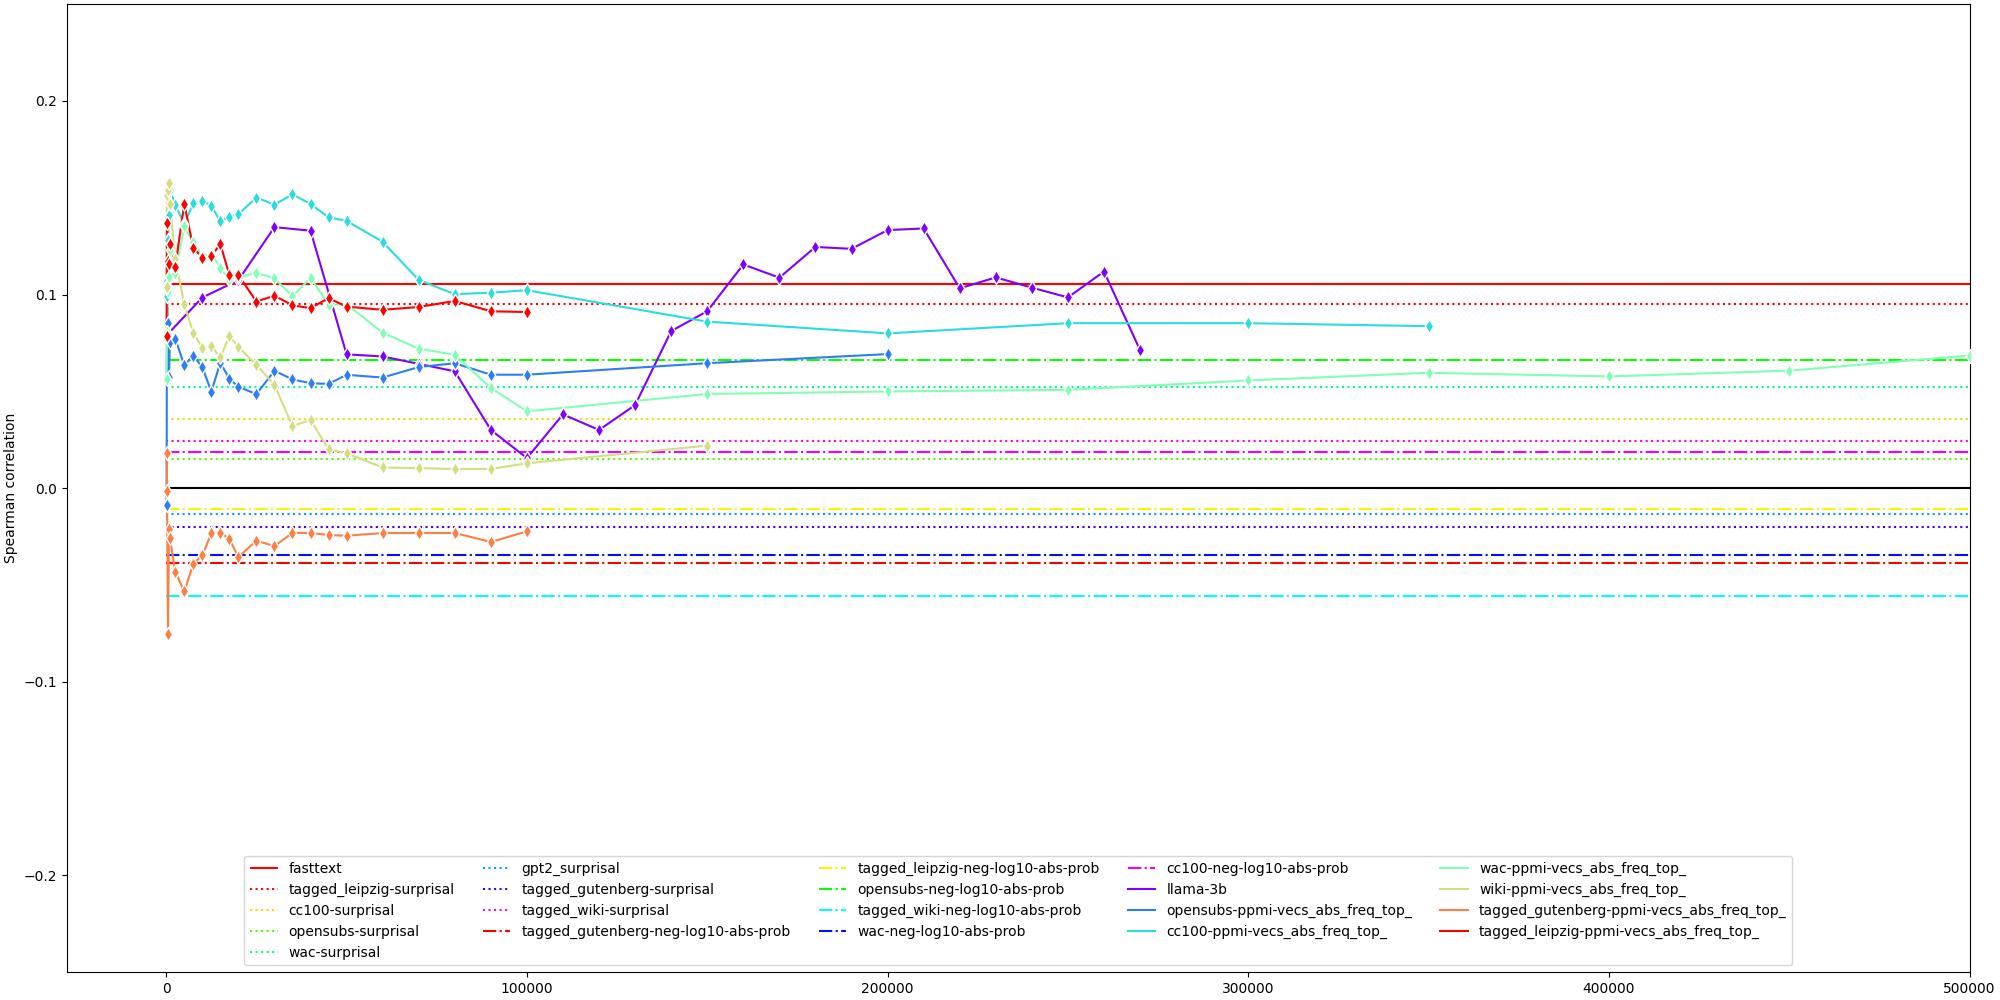 0.2
0.1
0.0
−0.1
−0.2
Spearman correlation
fasttext
tagged_leipzig-surprisal
cc100-surprisal
opensubs-surprisal
wac-surprisal
gpt2_surprisal
tagged_gutenberg-surprisal
tagged_wiki-surprisal
tagged_gutenberg-neg-log10-abs-prob
tagged_leipzig-neg-log10-abs-prob
opensubs-neg-log10-abs-prob
tagged_wiki-neg-log10-abs-prob
wac-neg-log10-abs-prob
cc100-neg-log10-abs-prob
llama-3b
opensubs-ppmi-vecs_abs_freq_top_
cc100-ppmi-vecs_abs_freq_top_
wac-ppmi-vecs_abs_freq_top_
wiki-ppmi-vecs_abs_freq_top_
tagged_gutenberg-ppmi-vecs_abs_freq_top_
tagged_leipzig-ppmi-vecs_abs_freq_top_
0
100000
200000
300000
400000
500000